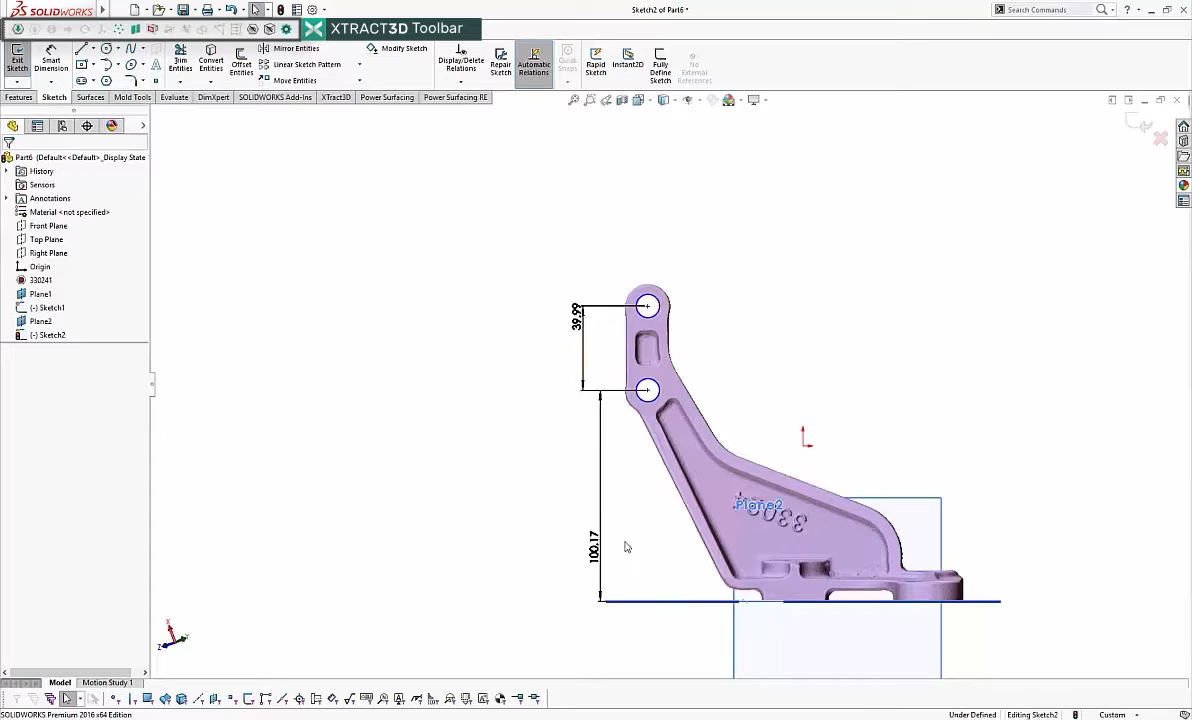 SOLIDWORKS
Sketch2 of Part6 *
Search Commands
XTRACT3D Toolbar
Exit Sketch
Smart Dimension
Trim Entities
Convert Entities
Offset Entities
Mirror Entities
Linear Sketch Pattern
Move Entities
Modify Sketch
Display/Delete Relations
Repair Sketch
Automatic Relations
Quick Snaps
Rapid Sketch
Instant2D
Fully Define Sketch
No External References
Features
Sketch
Surfaces
Mold Tools
Evaluate
DimXpert
SOLIDWORKS Add-Ins
XTract3D
Power Surfacing
Power Surfacing RE
Part6 (Default<<Default>_Display State
History
Sensors
Annotations
Material <not specified>
Front Plane
Top Plane
Right Plane
Origin
330241
Plane1
(-) Sketch1
Plane2
(-) Sketch2
39.99
100.17
Plane2
X
Z
Model
Motion Study 1
SOLIDWORKS Premium 2016 x64 Edition
Under Defined
Editing Sketch2
Custom